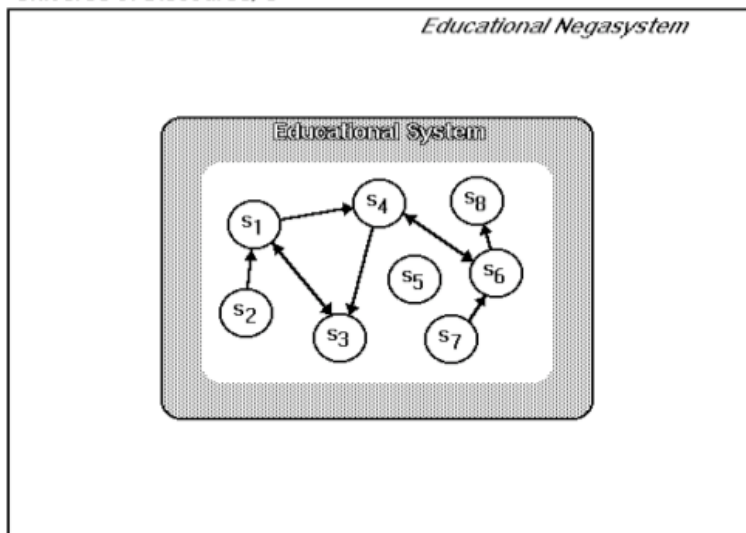 Educational Negasystem
Educational System
s1
s4
s8
s5
s6
s2
s3
s7